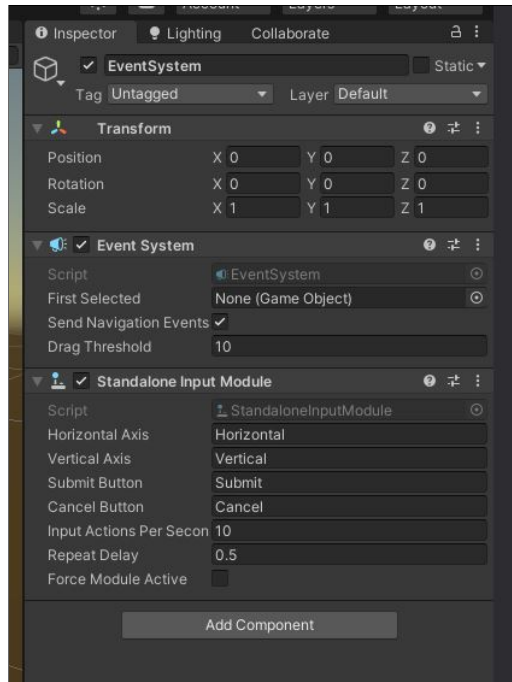 Inspector Lighting Collaborate
EventSystem Static
Tag Untagged Layer Default
Transform
Position X 0 Y 0 Z 0
Rotation X 0 Y 0 Z 0
Scale X 1 Y 1 Z 1
Event System
Script EventSystem
First Selected None (Game Object)
Send Navigation Events
Drag Threshold 10
Standalone Input Module
Script StandaloneInputModule
Horizontal Axis Horizontal
Vertical Axis Vertical
Submit Button Submit
Cancel Button Cancel
Input Actions Per Secon 10
Repeat Delay 0.5
Force Module Active
Add Component